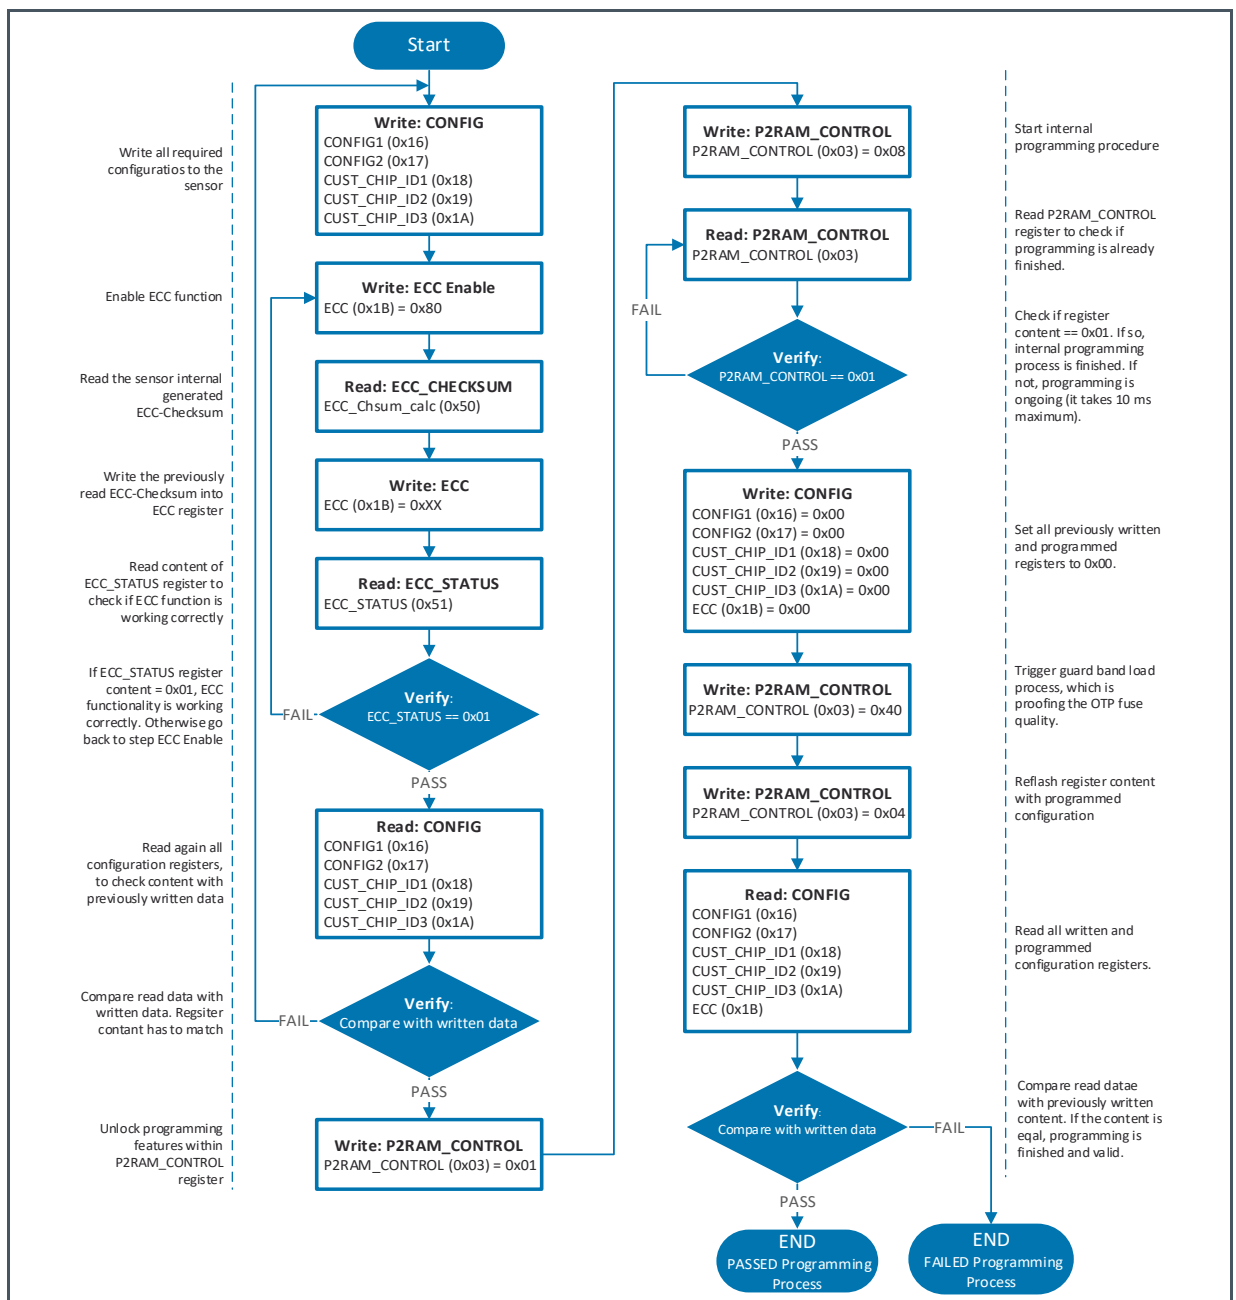 Start
Write all required
configuratios to the
sensor
Write: CONFIG
CONFIG1 (0x16)
CONFIG2 (0x17)
CUST_CHIP_ID1 (0x18)
CUST_CHIP_ID2 (0x19)
CUST_CHIP_ID3 (0x1A)
Enable ECC function
Write: ECC Enable
ECC (0x1B) = 0x80
Read the sensor internal
generated
ECC-Checksum
Read: ECC_CHECKSUM
ECC_Chsum_calc (0x50)
Write the previously
read ECC-Checksum into
ECC register
Write: ECC
ECC (0x1B) = 0xXX
Read content of
ECC_STATUS register to
check if ECC function is
working correctly
Read: ECC_STATUS
ECC_STATUS (0x51)
If ECC_STATUS register
content = 0x01, ECC
functionality is working
correctly. Otherwise go
back to step ECC Enable
FAIL
Verify:
ECC_STATUS == 0x01
PASS
Read again all
configuration registers,
to check content with
previously written data
Read: CONFIG
CONFIG1 (0x16)
CONFIG2 (0x17)
CUST_CHIP_ID1 (0x18)
CUST_CHIP_ID2 (0x19)
CUST_CHIP_ID3 (0x1A)
Compare read data with
written data. Regsiter
contant has to match
FAIL
Verify:
Compare with written data
PASS
Unlock programming
features within
P2RAM_CONTROL
register
Write: P2RAM_CONTROL
P2RAM_CONTROL (0x03) = 0x01
Write: P2RAM_CONTROL
P2RAM_CONTROL (0x03) = 0x08
Start internal
programming procedure
Read: P2RAM_CONTROL
P2RAM_CONTROL (0x03)
Read P2RAM_CONTROL
register to check if
programming is already
finished.
FAIL
Verify:
P2RAM_CONTROL == 0x01
Check if register
content == 0x01. If so,
internal programming
process is finished. If
not, programming is
ongoing (it takes 10 ms
maximum).
PASS
Write: CONFIG
CONFIG1 (0x16) = 0x00
CONFIG2 (0x17) = 0x00
CUST_CHIP_ID1 (0x18) = 0x00
CUST_CHIP_ID2 (0x19) = 0x00
CUST_CHIP_ID3 (0x1A) = 0x00
ECC (0x1B) = 0x00
Set all previously written
and programmed
registers to 0x00.
Write: P2RAM_CONTROL
P2RAM_CONTROL (0x03) = 0x40
Trigger guard band load
process, which is
proofing the OTP fuse
quality.
Write: P2RAM_CONTROL
P2RAM_CONTROL (0x03) = 0x04
Reflash register content
with programmed
configuration
Read: CONFIG
CONFIG1 (0x16)
CONFIG2 (0x17)
CUST_CHIP_ID1 (0x18)
CUST_CHIP_ID2 (0x19)
CUST_CHIP_ID3 (0x1A)
ECC (0x1B)
Read all written and
programmed
configuration registers.
Verify:
Compare with written data
FAIL
Compare read datae
with previously written
content. If the content is
eqal, programming is
finished and valid.
PASS
END
PASSED Programming
Process
END
FAILED Programming
Process